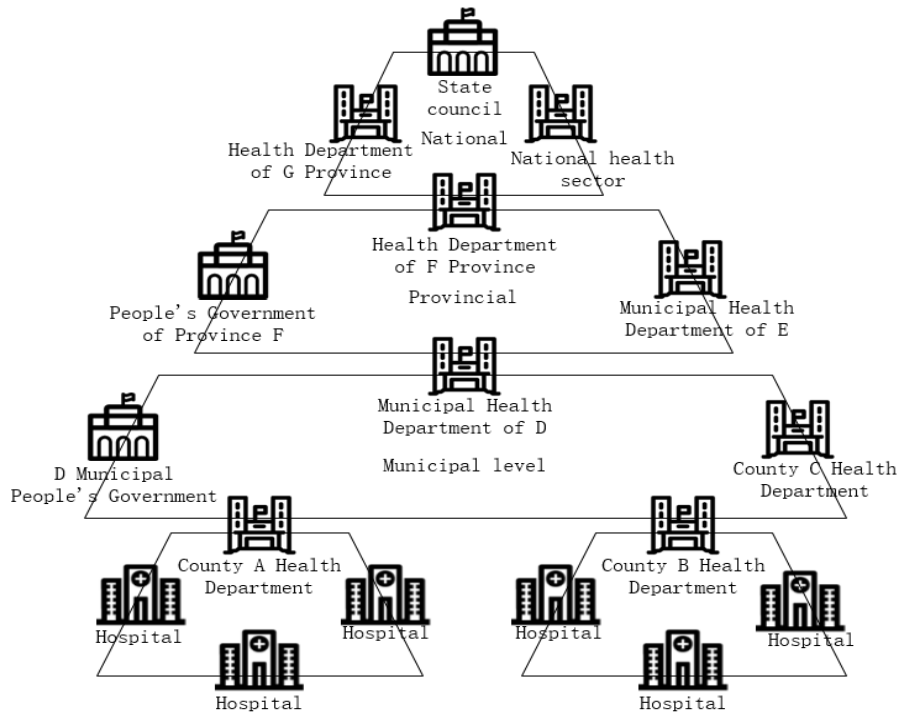 State
council
National
Health Department
of G Province
National health
sector
Health Department
of F Province
Provincial
People's Government
of Province F
Municipal Health
Department of E
Municipal Health
Department of D
Municipal level
D Municipal
People's Government
County C Health
Department
County A Health
Department
County B Health
Department
Hospital
Hospital
Hospital
Hospital
Hospital
Hospital